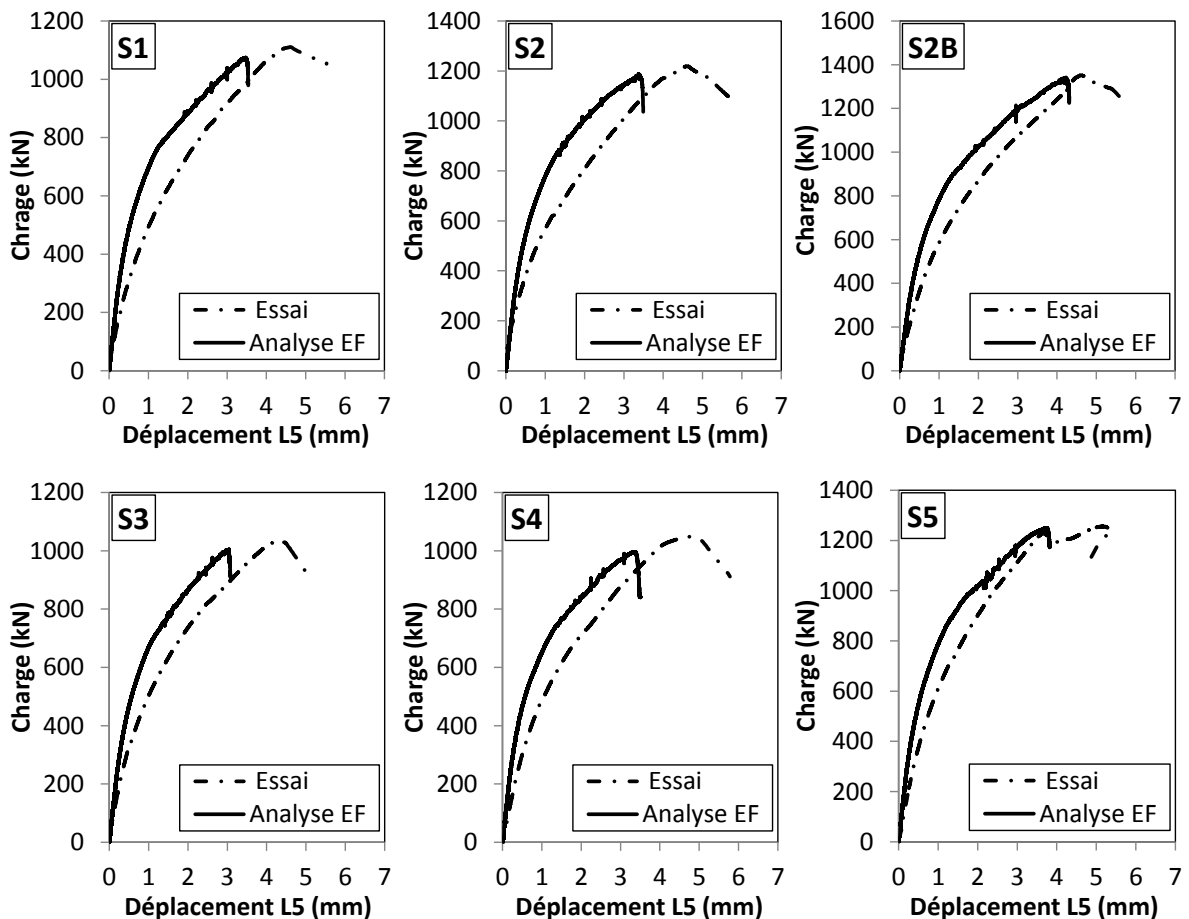 S1
Chrage (kN)
1200
1000
800
600
400
200
0
0 1 2 3 4 5 6 7
Déplacement L5 (mm)
Essai
Analyse EF
S2
Charge (kN)
1400
1200
1000
800
600
400
200
0
0 1 2 3 4 5 6 7
Déplacement L5 (mm)
Essai
Analyse EF
S2B
Charge (kN)
1600
1400
1200
1000
800
600
400
200
0
0 1 2 3 4 5 6 7
Déplacement L5 (mm)
Essai
Analyse EF
S3
Charge (kN)
1200
1000
800
600
400
200
0
0 1 2 3 4 5 6 7
Déplacement L5 (mm)
Essai
Analyse EF
S4
Charge (kN)
1200
1000
800
600
400
200
0
0 1 2 3 4 5 6 7
Déplacement L5 (mm)
Essai
Analyse EF
S5
Charge (kN)
1400
1200
1000
800
600
400
200
0
0 1 2 3 4 5 6 7
Déplacement L5 (mm)
Essai
Analyse EF